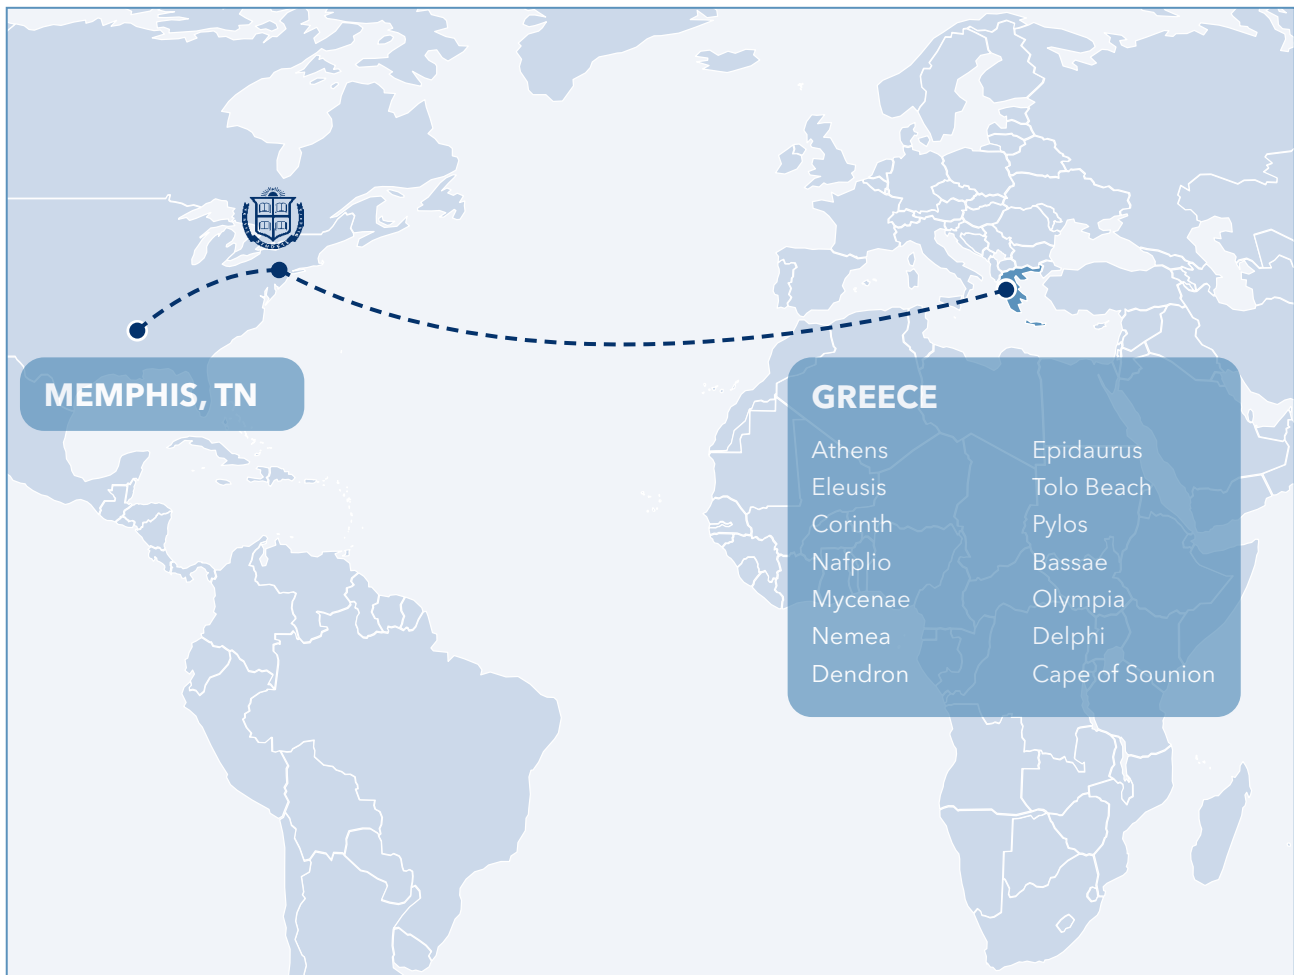 MEMPHIS, TN
GREECE
Athens
Eleusis
Corinth
Nafplio
Mycenae
Nemea
Dendron
Epidaurus
Tolo Beach
Pylos
Bassae
Olympia
Delphi
Cape of Sounion